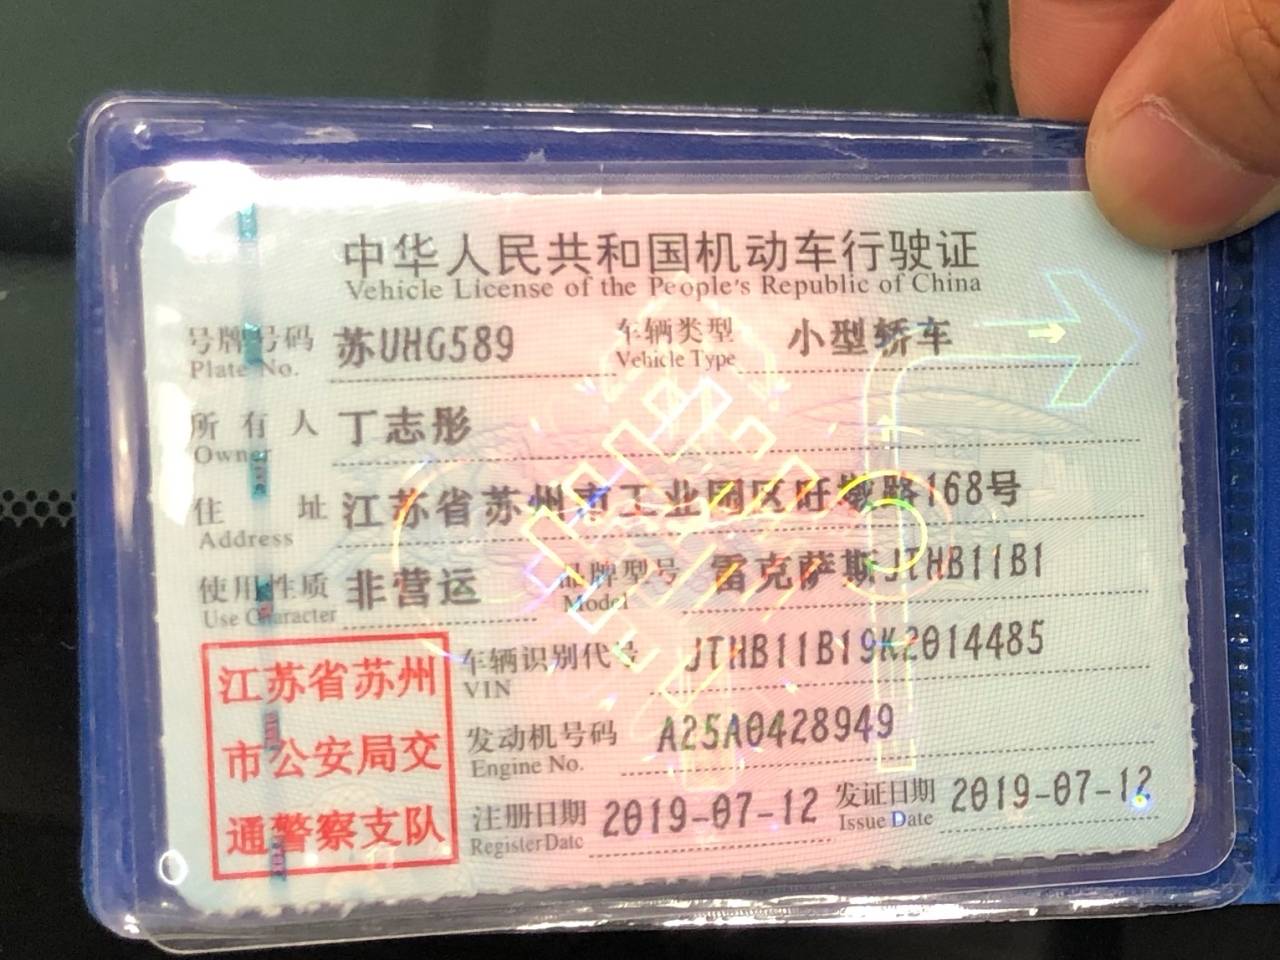 中华人民共和国机动车行驶证
Vehicle License of the People's Republic of China
号牌号码 苏UHG589 车辆类型 小型轿车
Plate No. Vehicle Type
所有人 丁志彤
Owner
住址 江苏省苏州市工业园区旺墩路168号
Address
使用性质 非营运 品牌型号 雷克萨斯JTHB11B1
Use Character Model
车辆识别代号 JTHB11B19K2014485
VIN
发动机号码 A25A0428949
Engine No.
注册日期 2019-07-12 发证日期 2019-07-12
RegisterDate Issue Date
江苏省苏州
市公安局交
通警察支队